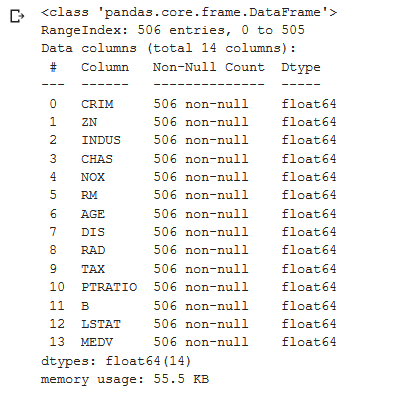 <class 'pandas.core.frame.DataFrame'>
RangeIndex: 506 entries, 0 to 505
Data columns (total 14 columns):
 #   Column   Non-Null Count  Dtype
---  ------   --------------  -----
 0   CRIM     506 non-null    float64
 1   ZN       506 non-null    float64
 2   INDUS    506 non-null    float64
 3   CHAS     506 non-null    float64
 4   NOX      506 non-null    float64
 5   RM       506 non-null    float64
 6   AGE      506 non-null    float64
 7   DIS      506 non-null    float64
 8   RAD      506 non-null    float64
 9   TAX      506 non-null    float64
 10  PTRATIO  506 non-null    float64
 11  B        506 non-null    float64
 12  LSTAT    506 non-null    float64
 13  MEDV     506 non-null    float64
dtypes: float64(14)
memory usage: 55.5 KB